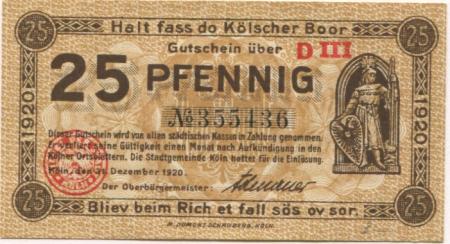 25 Halt fass do Kölscher Boor 25
Gutschein über D III
25 PFENNIG
1920 1920
№355436
Dieser Gutschein wird von allen städtischen Kassen in Zahlung genommen.
Er verliert seine Gültigkeit einen Monat nach Aufkündigung in den
Kölner Ortsblättern. Die Stadtgemeinde Köln haftet für die Einlösung.
Köln, den Dezember 1920.
Der Oberbürgermeister: Adenauer
25 Bliev beim Rich et fall sös ov sor. 25
M. DUMONT-SCHAUBERG, KÖLN.